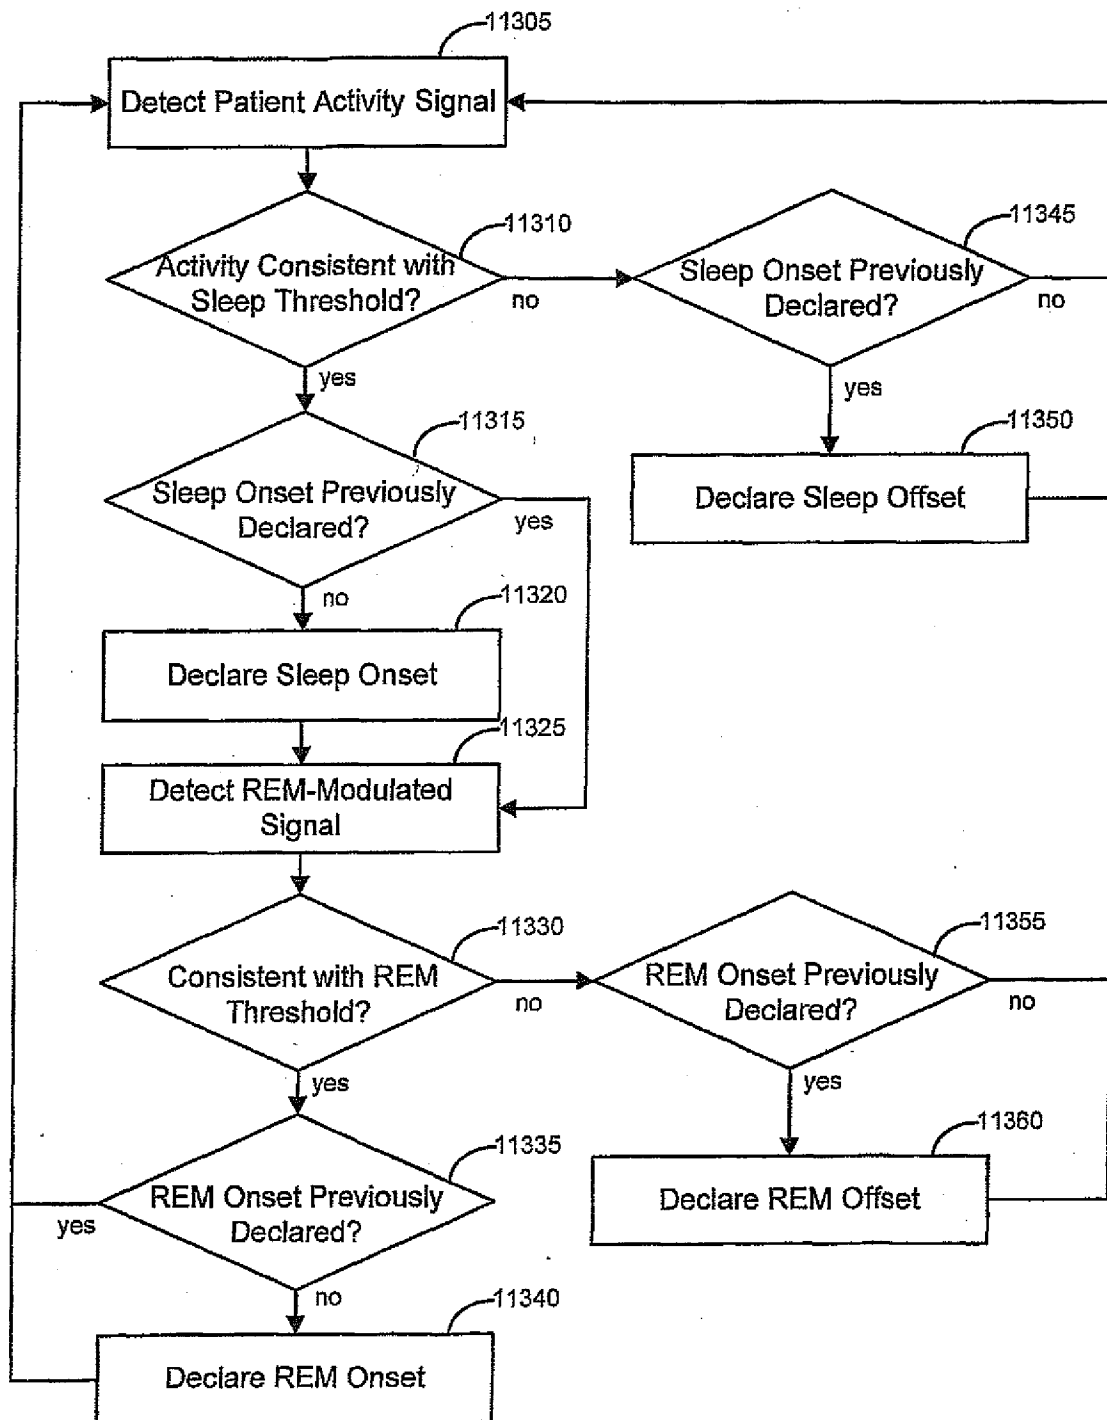 11305
Detect Patient Activity Signal
11310
Activity Consistent with
Sleep Threshold?
no
yes
11345
Sleep Onset Previously
Declared?
no
yes
11315
Sleep Onset Previously
Declared?
yes
no
11350
Declare Sleep Offset
11320
Declare Sleep Onset
11325
Detect REM-Modulated
Signal
11330
Consistent with REM
Threshold?
no
yes
11355
REM Onset Previously
Declared?
no
yes
11335
REM Onset Previously
Declared?
yes
no
11360
Declare REM Offset
11340
Declare REM Onset